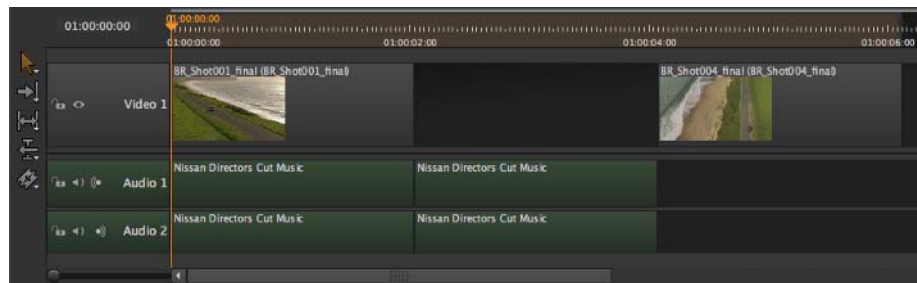 01:00:00:00
01:00:00:00
01:00:00:00 01:00:02:00 01:00:04:00 01:00:06:00
BR_Shot001_final (BR_Shot001_final) BR_Shot004_final (BR_Shot004_final)
Video 1
Nissan Directors Cut Music Nissan Directors Cut Music
Audio 1
Nissan Directors Cut Music Nissan Directors Cut Music
Audio 2